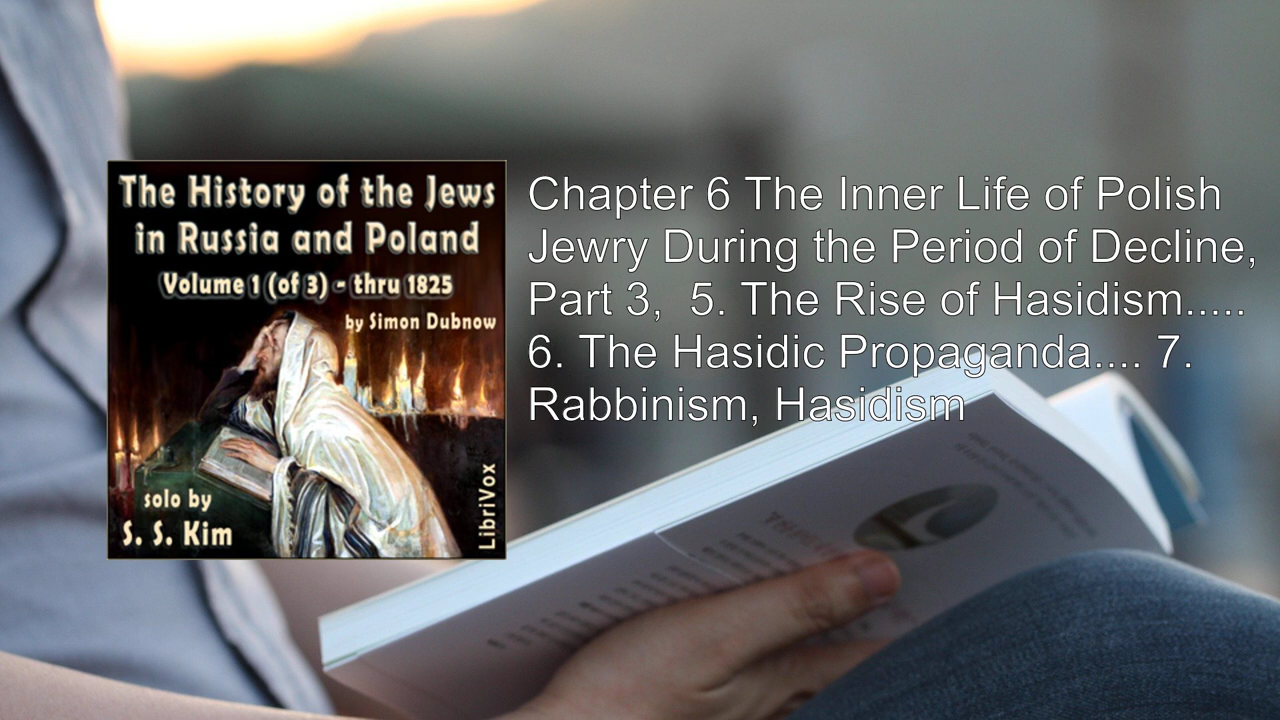 The History of the Jews
in Russia and Poland
Volume 1 (of 3) - thru 1825
by Simon Dubnow
solo by
S. S. Kim
LibriVox
Chapter 6 The Inner Life of Polish
Jewry During the Period of Decline,
Part 3,  5. The Rise of Hasidism.....
6. The Hasidic Propaganda.... 7.
Rabbinism, Hasidism